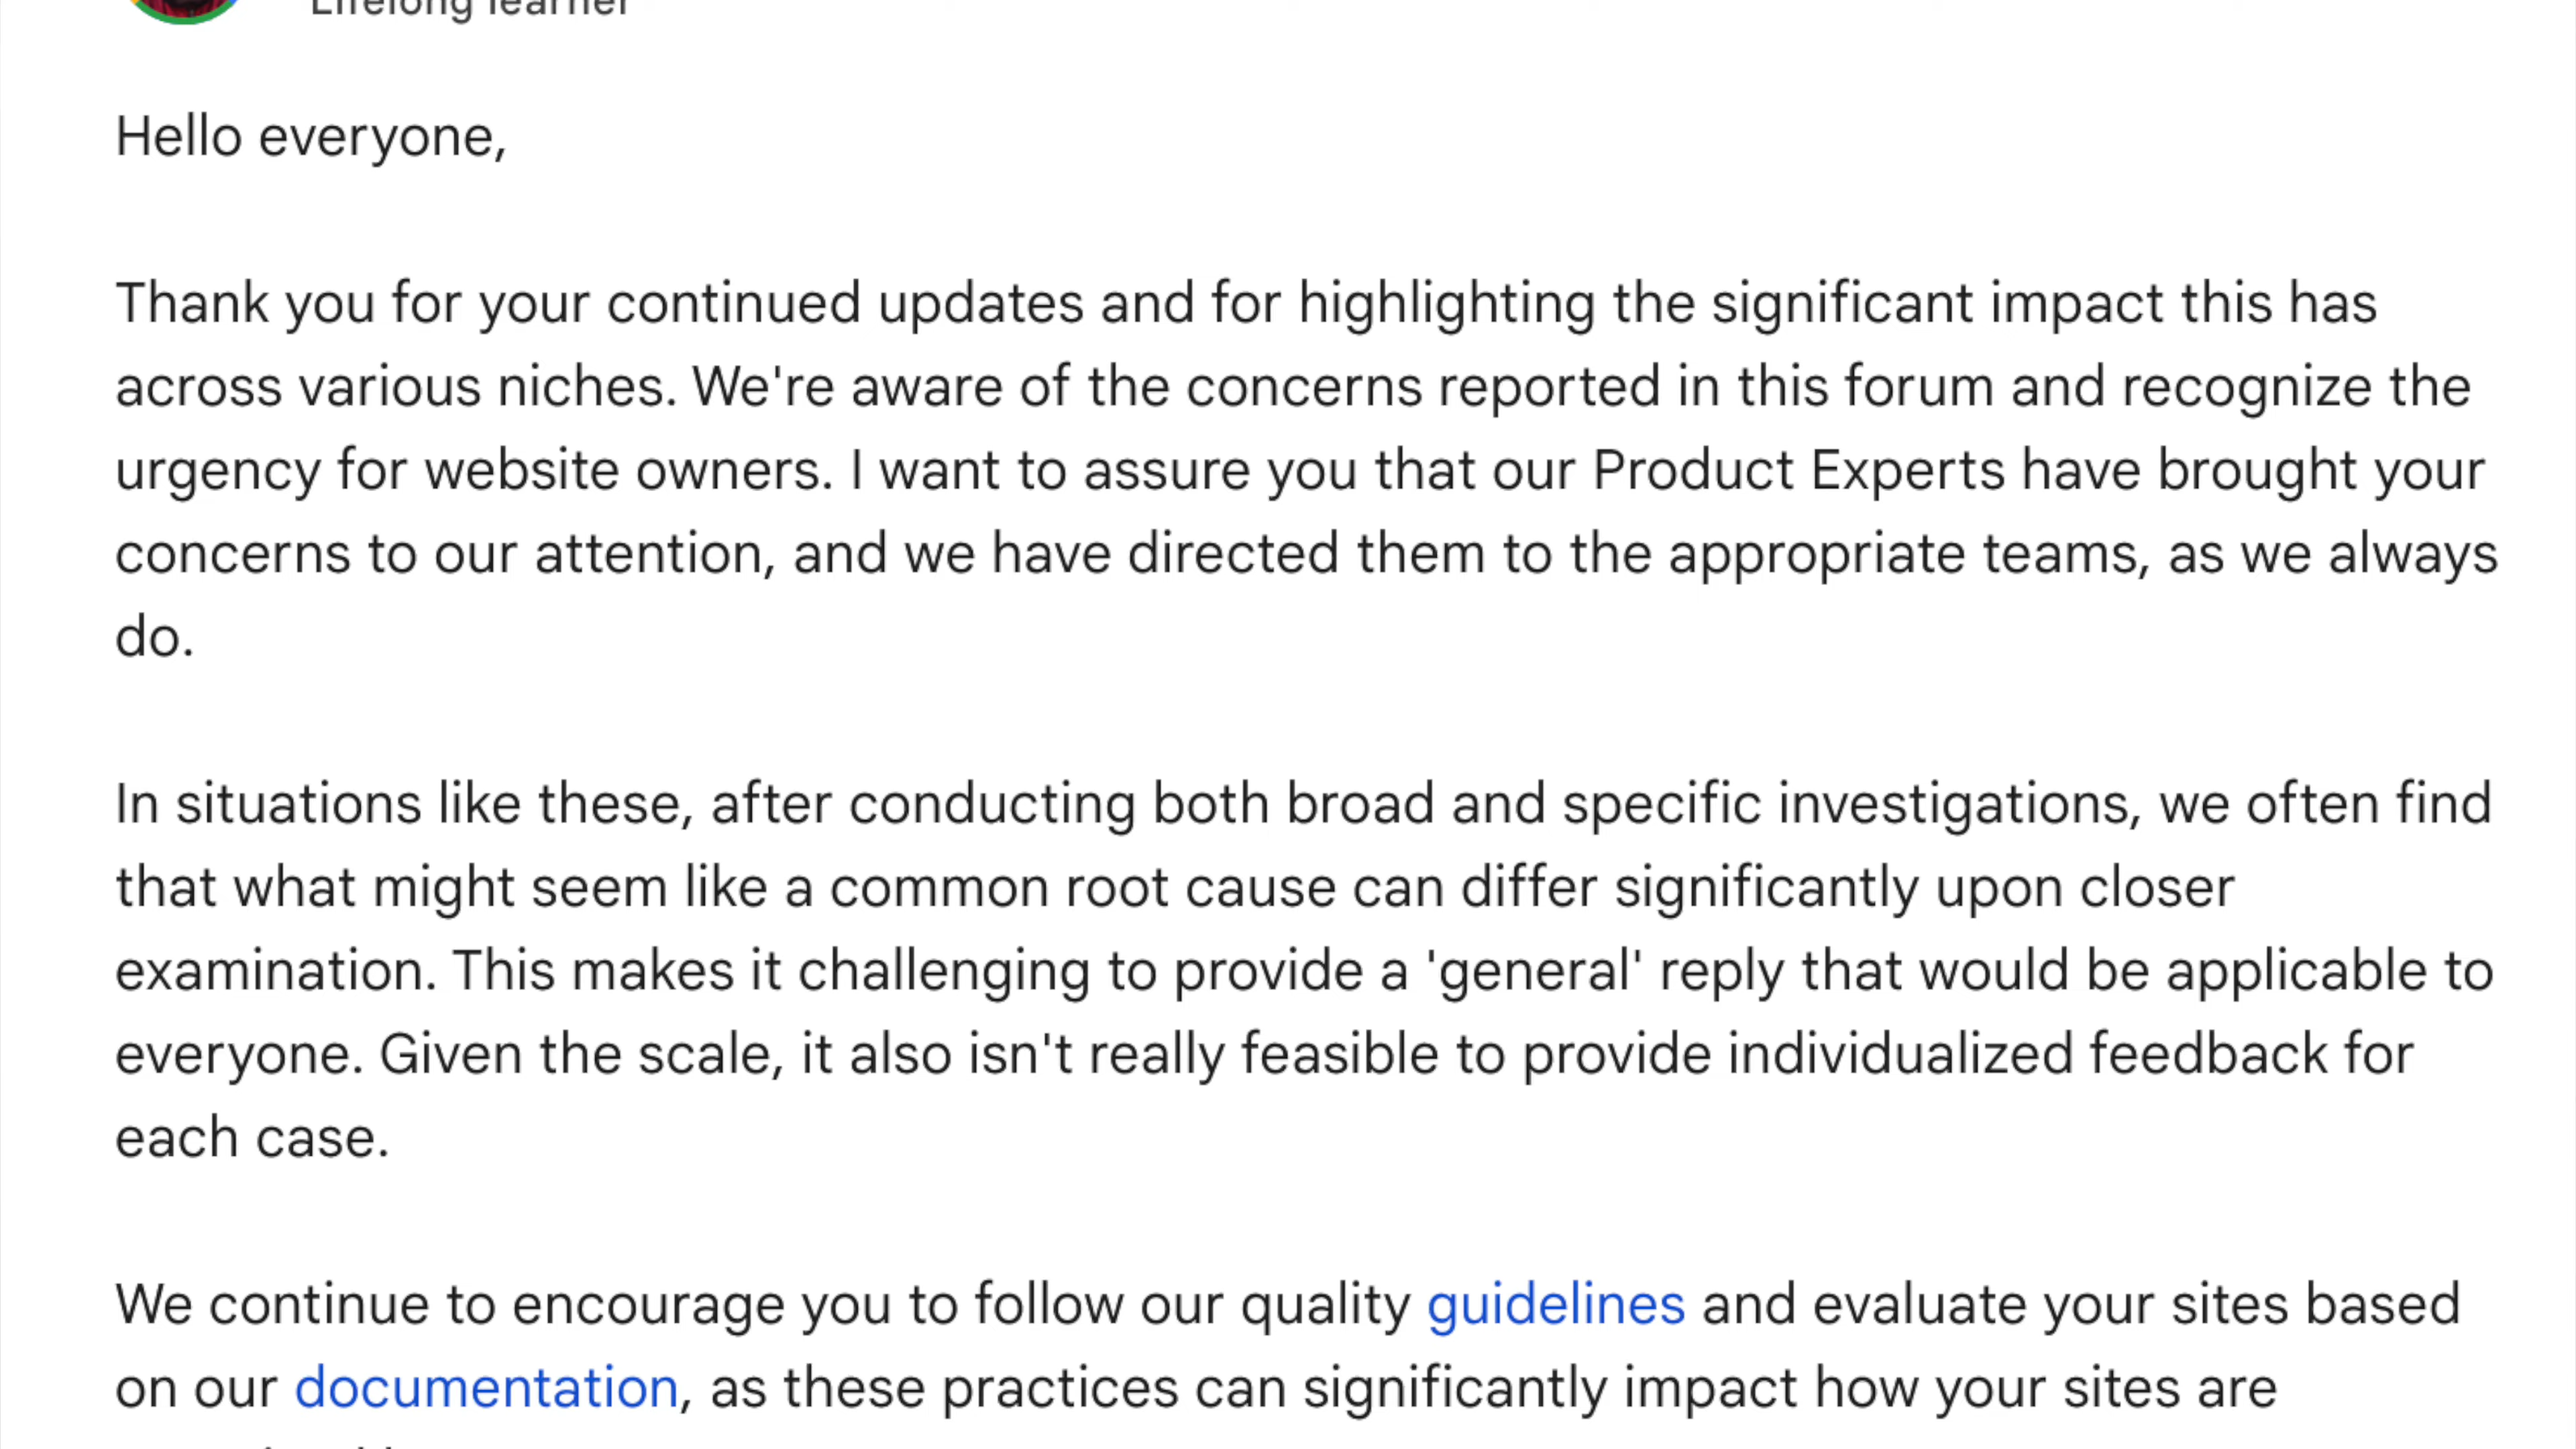 Lifelong learner
Hello everyone,
Thank you for your continued updates and for highlighting the significant impact this has
across various niches. We're aware of the concerns reported in this forum and recognize the
urgency for website owners. I want to assure you that our Product Experts have brought your
concerns to our attention, and we have directed them to the appropriate teams, as we always
do.
In situations like these, after conducting both broad and specific investigations, we often find
that what might seem like a common root cause can differ significantly upon closer
examination. This makes it challenging to provide a 'general' reply that would be applicable to
everyone. Given the scale, it also isn't really feasible to provide individualized feedback for
each case.
We continue to encourage you to follow our quality guidelines and evaluate your sites based
on our documentation, as these practices can significantly impact how your sites are